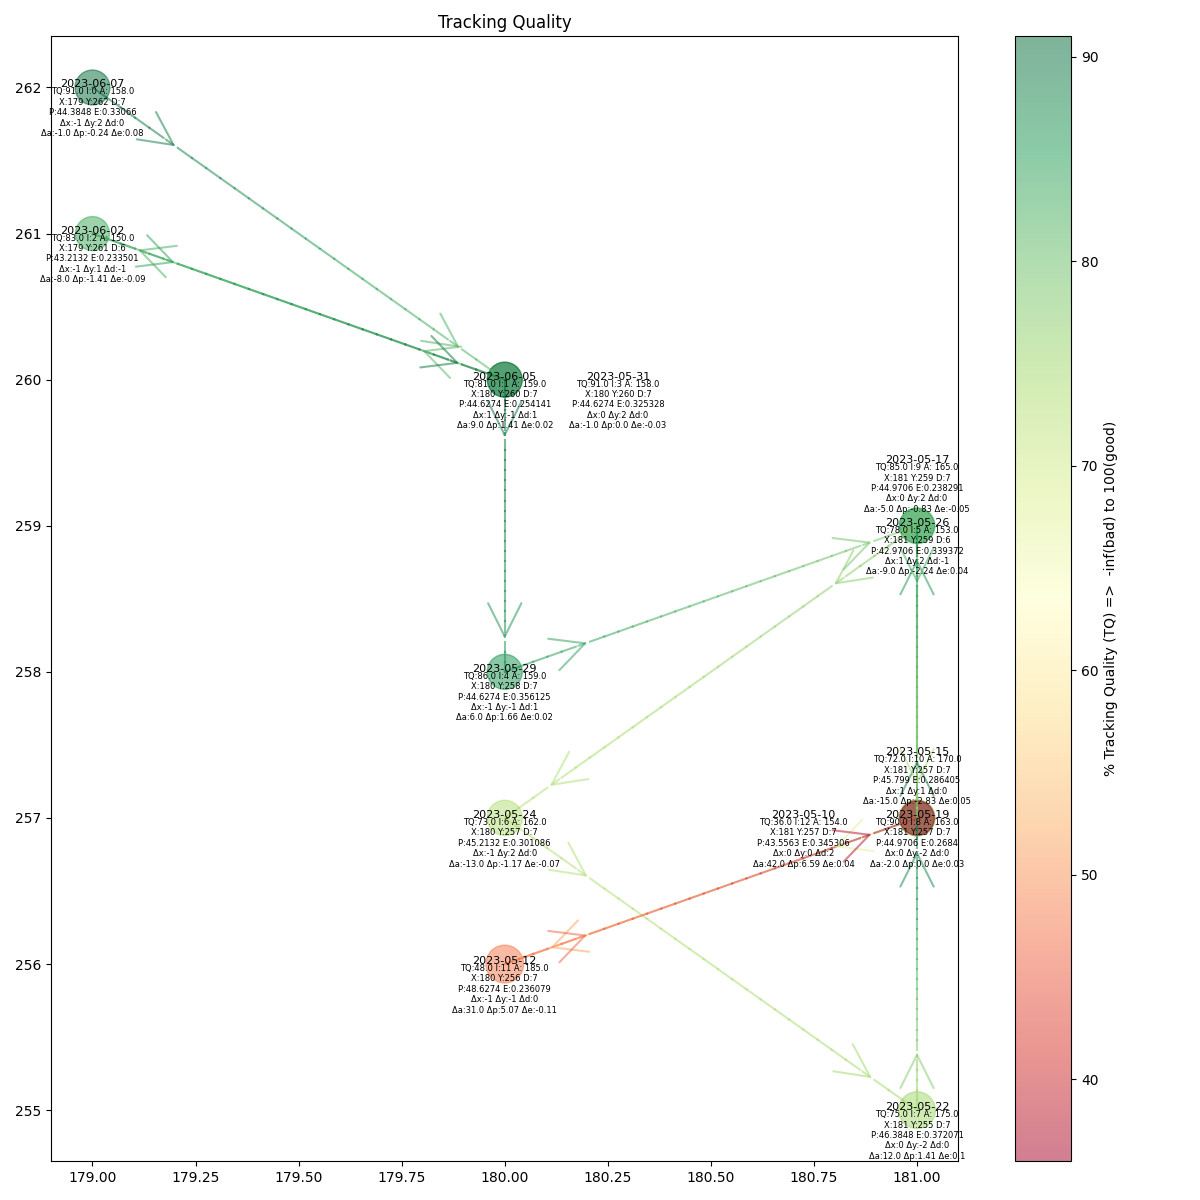 Tracking Quality
262
261
260
259
258
257
256
255
2023-06-07
TQ:91.0 I:0 A: 158.0
X:179 Y:262 D:7
P:44.3848 E:0.33066
Δx:-1 Δy:2 Δd:0
Δa:-1.0 Δp:-0.24 Δe:0.08
2023-06-02
TQ:83.0 I:2 A: 150.0
X:179 Y:261 D:6
P:43.2132 E:0.233501
Δx:-1 Δy:1 Δd:-1
Δa:-8.0 Δp:-1.41 Δe:-0.09
2023-06-05
TQ:81.0 I:1 A: 159.0
X:180 Y:260 D:7
P:44.6274 E:0.254141
Δx:1 Δy:-1 Δd:1
Δa:9.0 Δp:1.41 Δe:0.02
2023-05-31
TQ:91.0 I:3 A: 158.0
X:180 Y:260 D:7
P:44.6274 E:0.325328
Δx:0 Δy:2 Δd:0
Δa:-1.0 Δp:0.0 Δe:-0.03
2023-05-17
TQ:85.0 I:9 A: 165.0
X:181 Y:259 D:7
P:44.9706 E:0.238291
Δx:0 Δy:2 Δd:0
Δa:-5.0 Δp:-0.83 Δe:-0.05
2023-05-26
TQ:78.0 I:5 A: 153.0
X:181 Y:259 D:6
P:42.9706 E:0.339372
Δx:1 Δy:2 Δd:-1
Δa:-9.0 Δp:-2.24 Δe:0.04
2023-05-29
TQ:86.0 I:4 A: 159.0
X:180 Y:258 D:7
P:44.6274 E:0.356125
Δx:-1 Δy:-1 Δd:1
Δa:6.0 Δp:1.66 Δe:0.02
2023-05-15
TQ:72.0 I:10 A: 170.0
X:181 Y:257 D:7
P:45.799 E:0.286405
Δx:1 Δy:1 Δd:0
Δa:-15.0 Δp:-2.83 Δe:0.05
2023-05-24
TQ:73.0 I:6 A: 162.0
X:180 Y:257 D:7
P:45.2132 E:0.301086
Δx:-1 Δy:2 Δd:0
Δa:-13.0 Δp:-1.17 Δe:-0.07
2023-05-10
TQ:36.0 I:12 A: 154.0
X:181 Y:257 D:7
P:43.5563 E:0.345306
Δx:0 Δy:0 Δd:2
Δa:42.0 Δp:6.59 Δe:0.04
2023-05-19
TQ:90.0 I:8 A: 163.0
X:181 Y:257 D:7
P:44.9706 E:0.2684
Δx:0 Δy:-2 Δd:0
Δa:-2.0 Δp:0.0 Δe:0.03
2023-05-12
TQ:48.0 I:11 A: 185.0
X:180 Y:256 D:7
P:48.6274 E:0.236079
Δx:-1 Δy:-1 Δd:0
Δa:31.0 Δp:5.07 Δe:-0.11
2023-05-22
TQ:75.0 I:7 A: 175.0
X:181 Y:255 D:7
P:46.3848 E:0.372071
Δx:0 Δy:-2 Δd:0
Δa:12.0 Δp:1.41 Δe:0.1
179.00 179.25 179.50 179.75 180.00 180.25 180.50 180.75 181.00
90
80
70
60
50
40
% Tracking Quality (TQ) => -inf(bad) to 100(good)